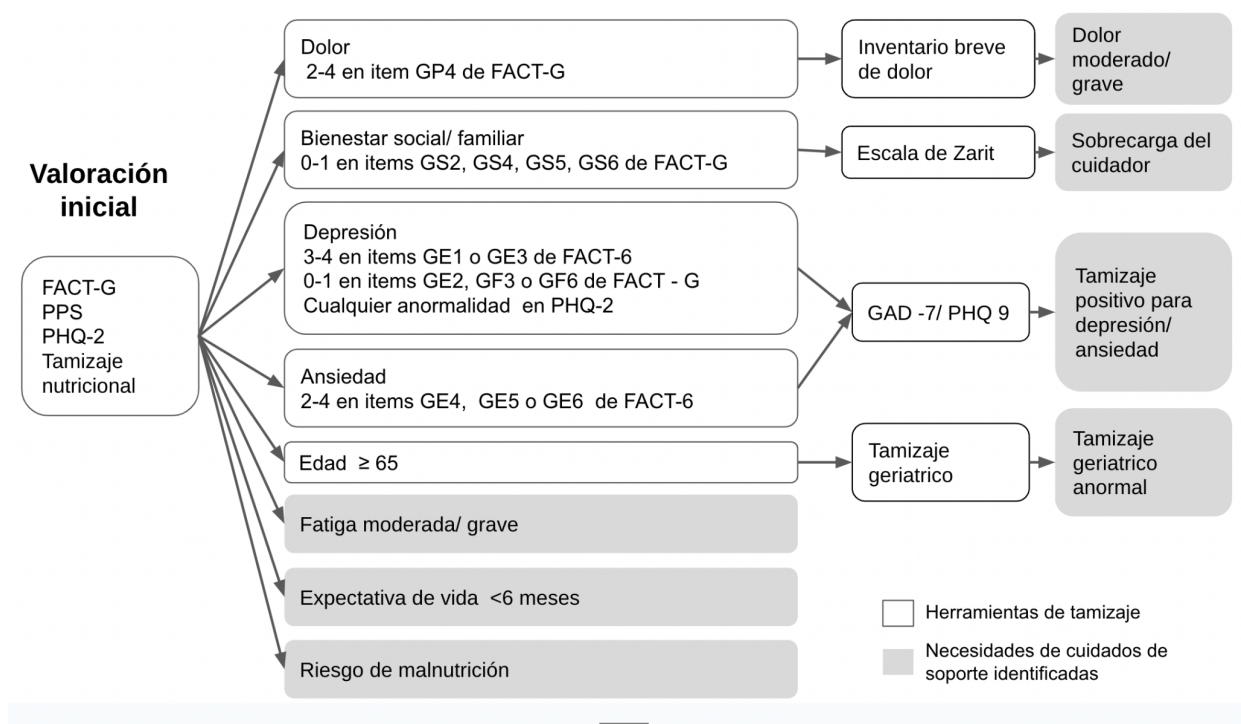 Valoración
inicial
FACT-G
PPS
PHQ-2
Tamizaje
nutricional
Dolor
2-4 en item GP4 de FACT-G
Inventario breve
de dolor
Dolor
moderado/
grave
Bienestar social/ familiar
0-1 en items GS2, GS4, GS5, GS6 de FACT-G
Escala de Zarit
Sobrecarga del
cuidador
Depresión
3-4 en items GE1 o GE3 de FACT-6
0-1 en items GE2, GF3 o GF6 de FACT - G
Cualquier anormalidad en PHQ-2
Ansiedad
2-4 en items GE4, GE5 o GE6 de FACT-6
GAD -7/ PHQ 9
Tamizaje
positivo para
depresión/
ansiedad
Edad ≥ 65
Tamizaje
geriatrico
Tamizaje
geriatrico
anormal
Fatiga moderada/ grave
Expectativa de vida <6 meses
Riesgo de malnutrición
Herramientas de tamizaje
Necesidades de cuidados de
soporte identificadas